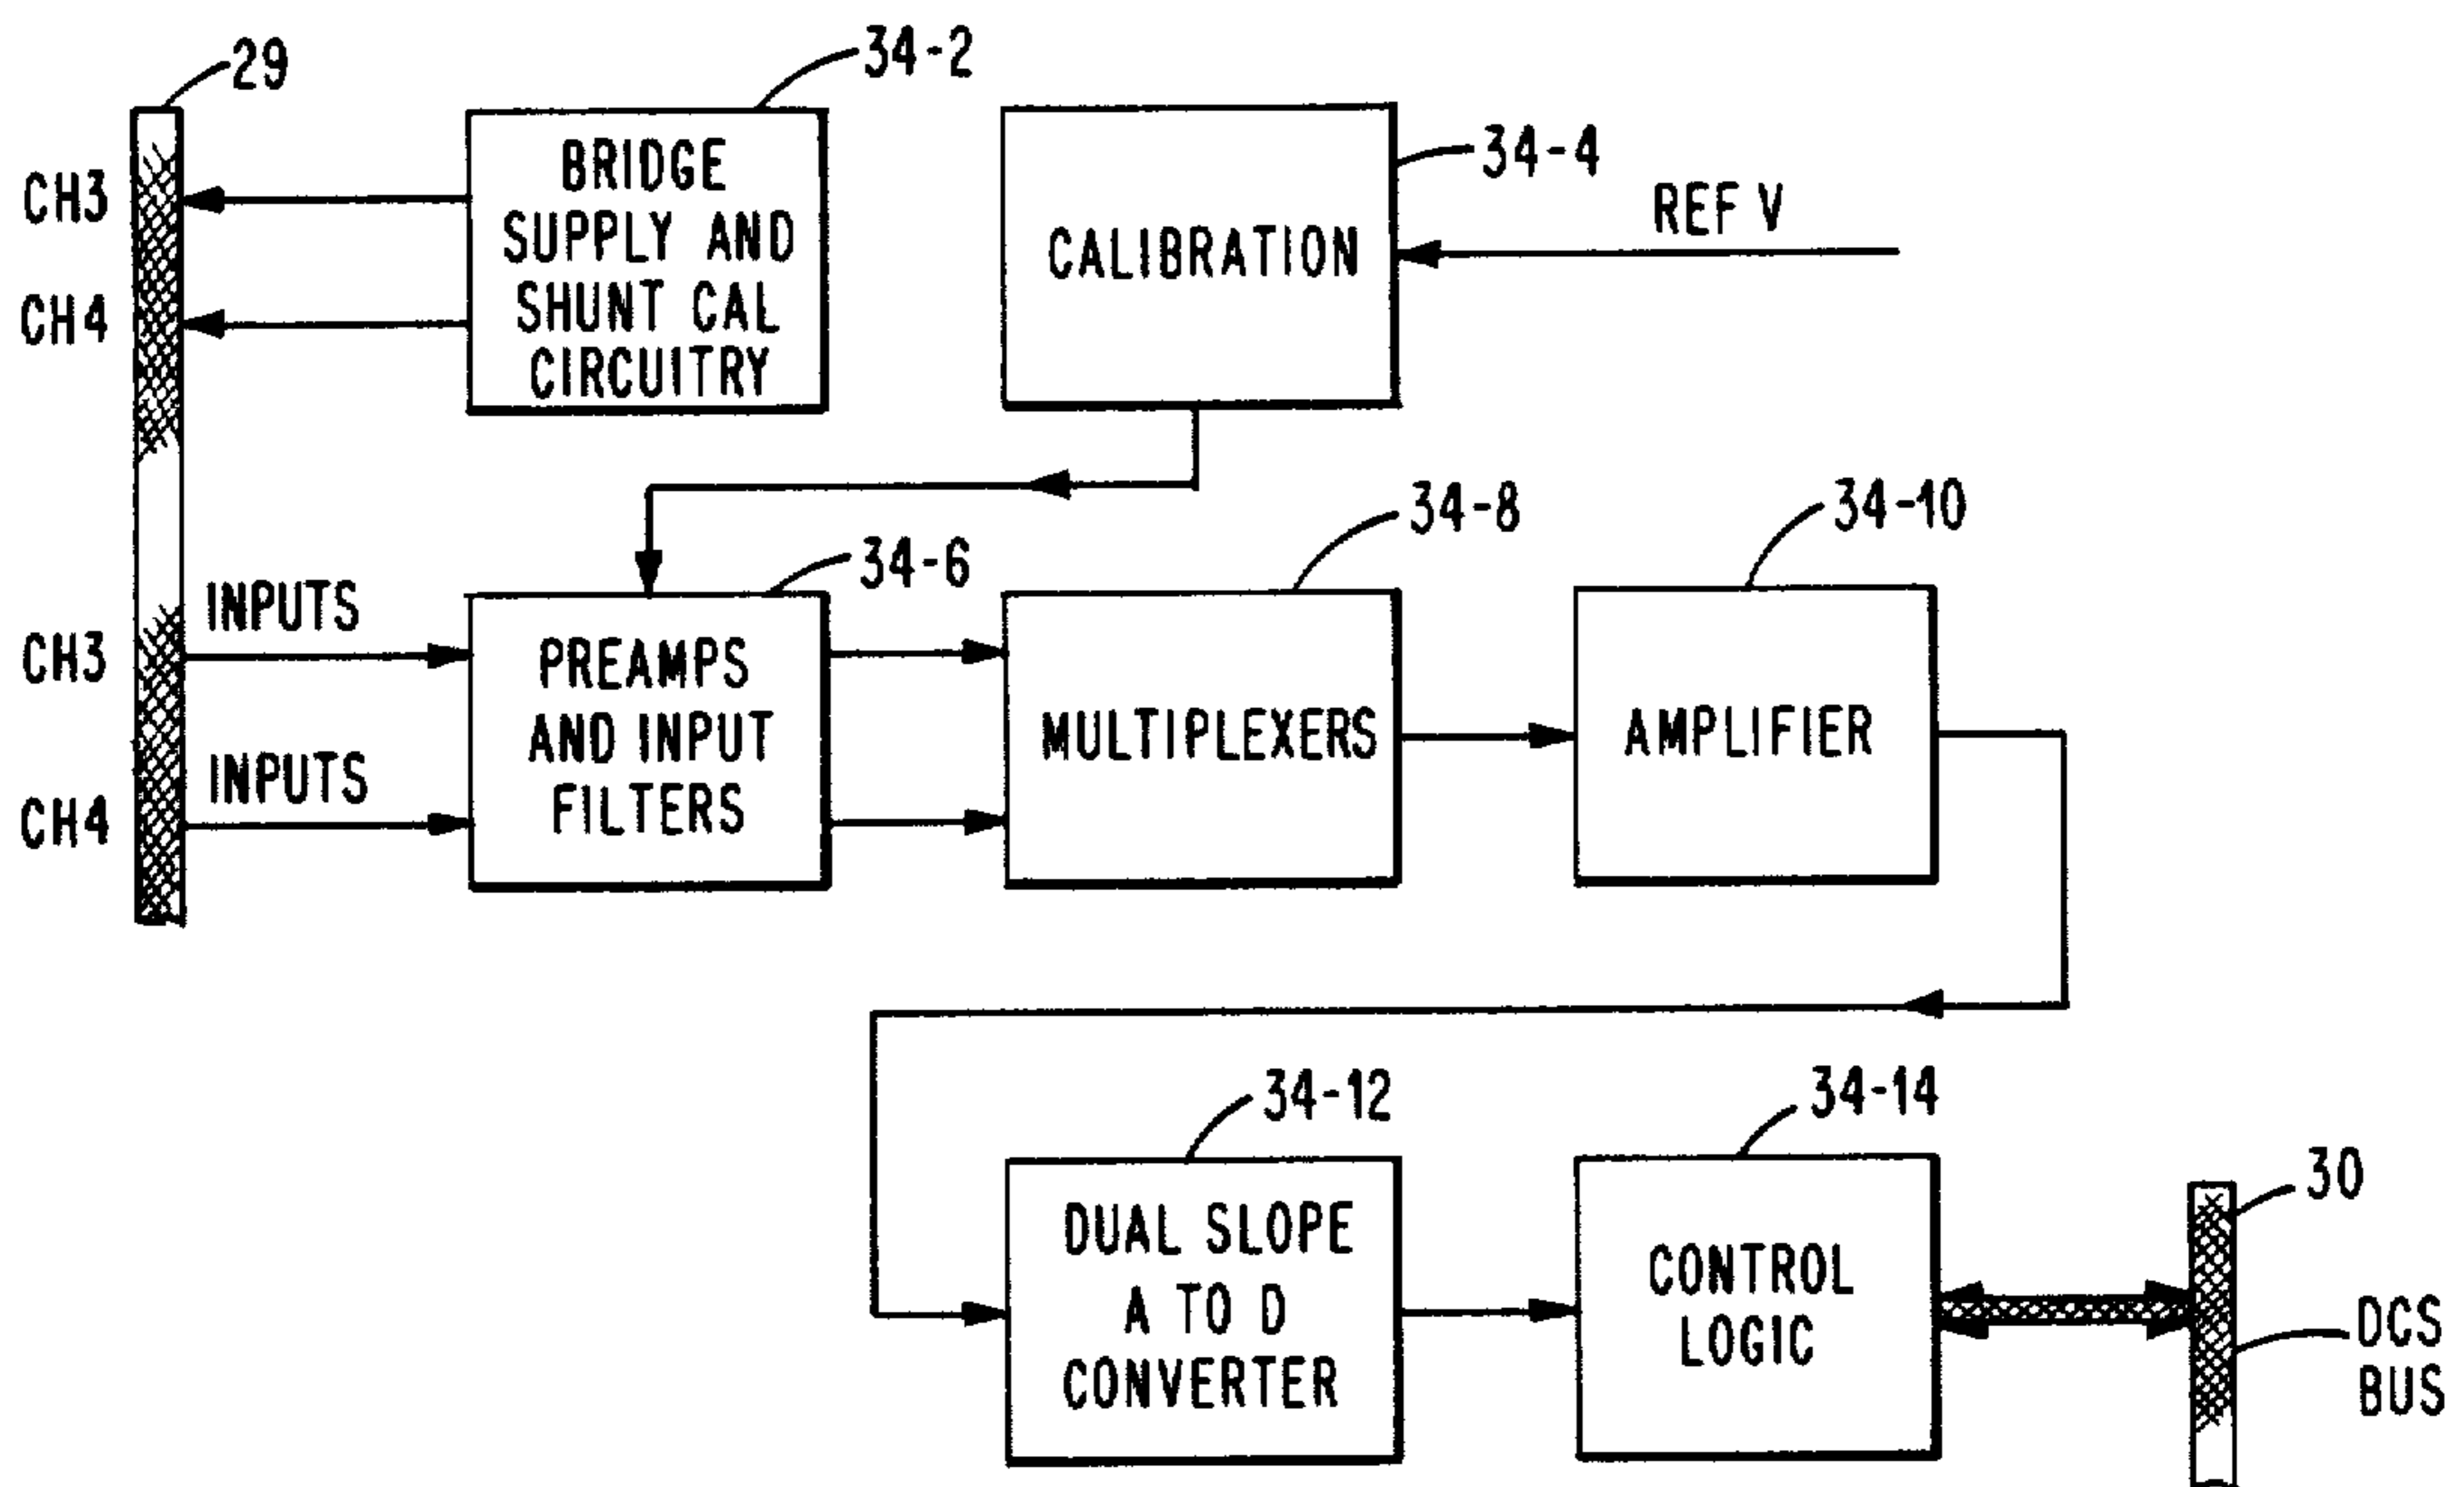 29
34-2
34-4
CH3
CH4
BRIDGE
SUPPLY AND
SHUNT CAL
CIRCUITRY
CALIBRATION
REF V
34-6
34-8
34-10
CH3
INPUTS
CH4
INPUTS
PREAMPS
AND INPUT
FILTERS
MULTIPLEXERS
AMPLIFIER
34-12
34-14
DUAL SLOPE
A TO D
CONVERTER
CONTROL
LOGIC
30
DCS
BUS